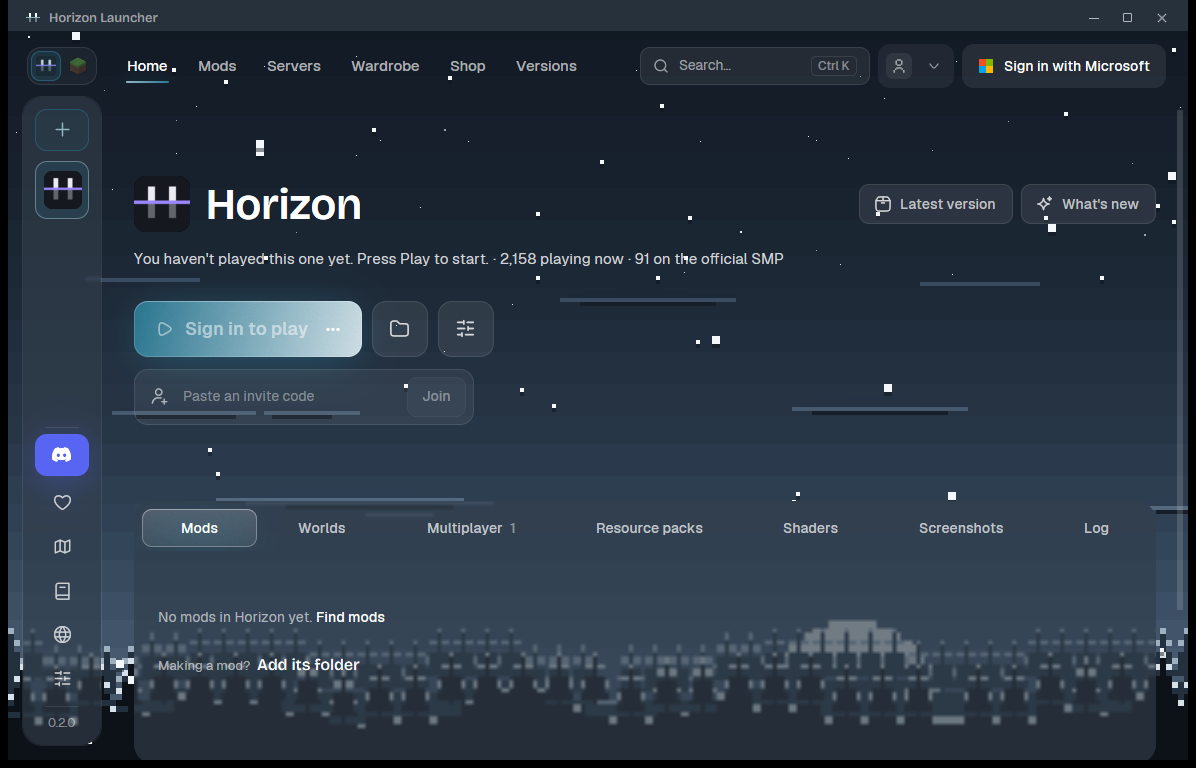 Horizon Launcher
Home Mods Servers Wardrobe Shop Versions Search... Ctrl K Sign in with Microsoft
Horizon
Latest version What's new
You haven't played this one yet. Press Play to start. · 2,158 playing now · 91 on the official SMP
Sign in to play ···
Paste an invite code Join
Mods Worlds Multiplayer 1 Resource packs Shaders Screenshots Log
No mods in Horizon yet. Find mods
Making a mod? Add its folder
0.2.0